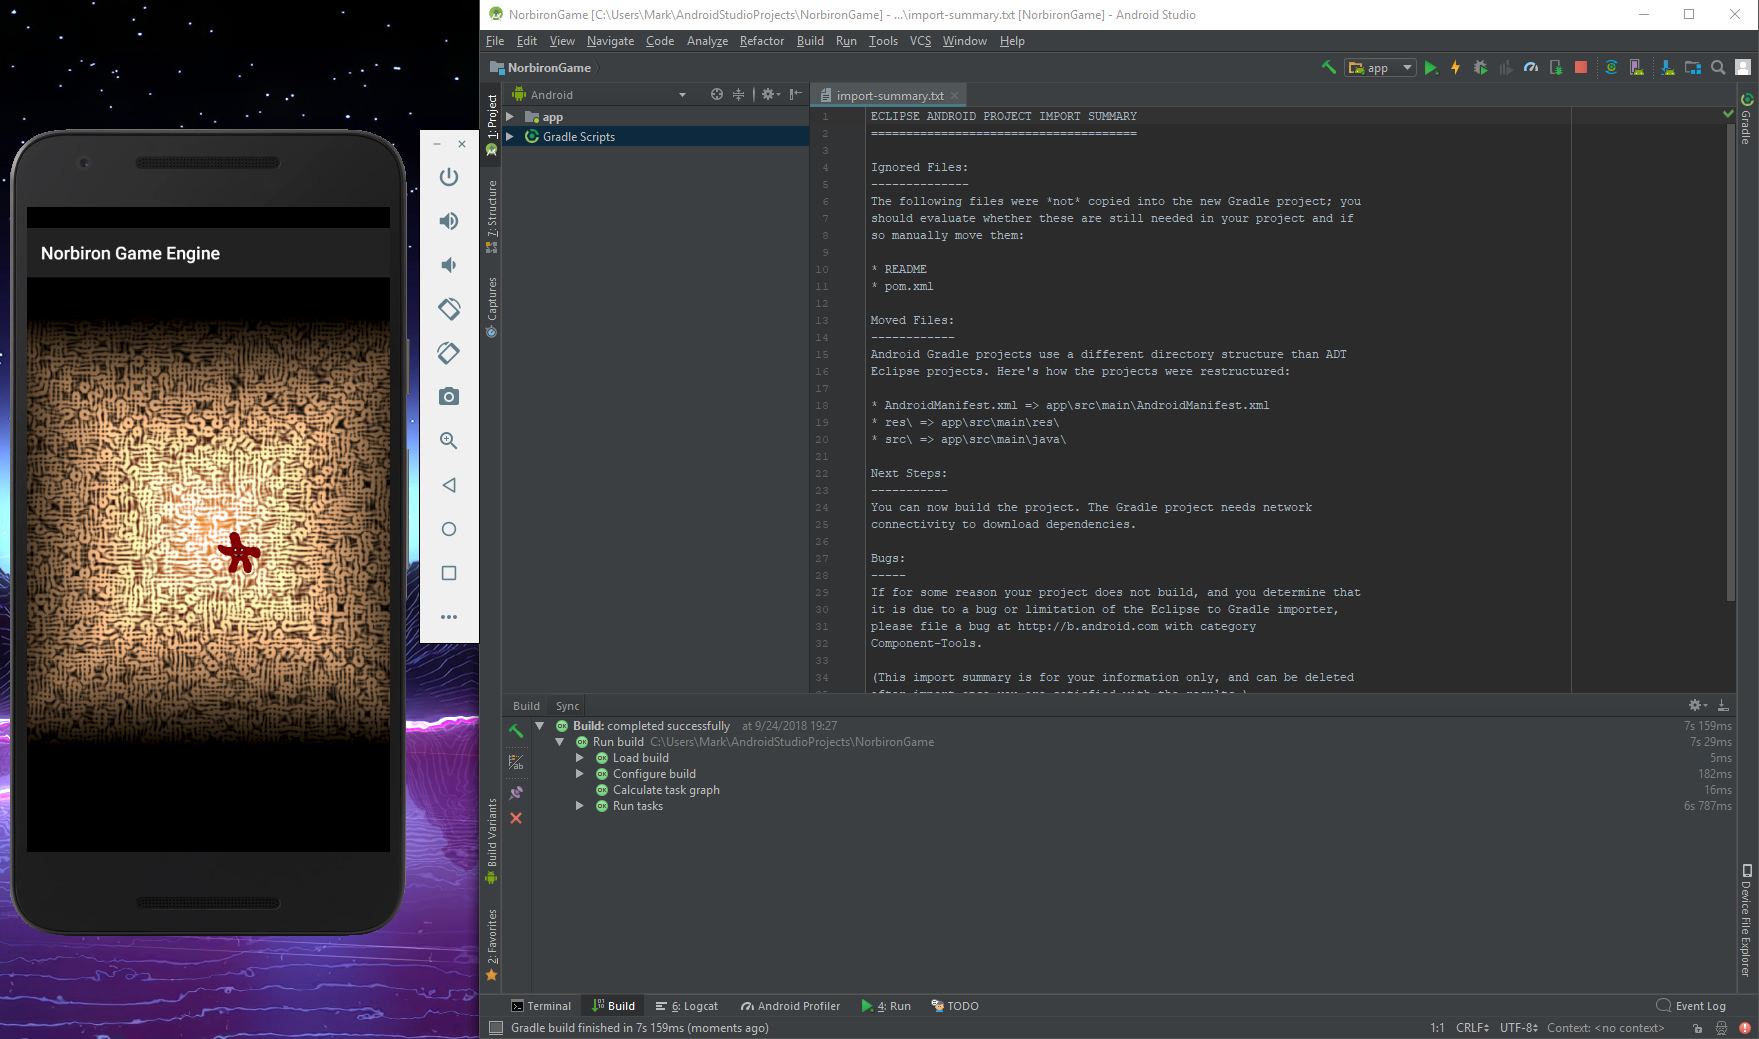 NorbironGame [C:\Users\Mark\AndroidStudioProjects\NorbironGame] - ...\import-summary.txt [NorbironGame] - Android Studio
File Edit View Navigate Code Analyze Refactor Build Run Tools VCS Window Help
NorbironGame
app
Android
import-summary.txt
1: Project
7: Structure
Captures
Build Variants
2: Favorites
app
Gradle Scripts
Norbiron Game Engine
1 ECLIPSE ANDROID PROJECT IMPORT SUMMARY
2 ======================================
3
4 Ignored Files:
5 --------------
6 The following files were *not* copied into the new Gradle project; you
7 should evaluate whether these are still needed in your project and if
8 so manually move them:
9
10 * README
11 * pom.xml
12
13 Moved Files:
14 ------------
15 Android Gradle projects use a different directory structure than ADT
16 Eclipse projects. Here's how the projects were restructured:
17
18 * AndroidManifest.xml => app\src\main\AndroidManifest.xml
19 * res\ => app\src\main\res\
20 * src\ => app\src\main\java\
21
22 Next Steps:
23 -----------
24 You can now build the project. The Gradle project needs network
25 connectivity to download dependencies.
26
27 Bugs:
28 -----
29 If for some reason your project does not build, and you determine that
30 it is due to a bug or limitation of the Eclipse to Gradle importer,
31 please file a bug at http://b.android.com with category
32 Component-Tools.
33
34 (This import summary is for your information only, and can be deleted
Gradle
Device File Explorer
Build Sync
Build: completed successfully at 9/24/2018 19:27 7s 159ms
Run build C:\Users\Mark\AndroidStudioProjects\NorbironGame 7s 29ms
Load build 5ms
Configure build 182ms
Calculate task graph 16ms
Run tasks 6s 787ms
Terminal Build 6: Logcat Android Profiler 4: Run TODO Event Log
Gradle build finished in 7s 159ms (moments ago) 1:1 CRLF UTF-8 Context: <no context>